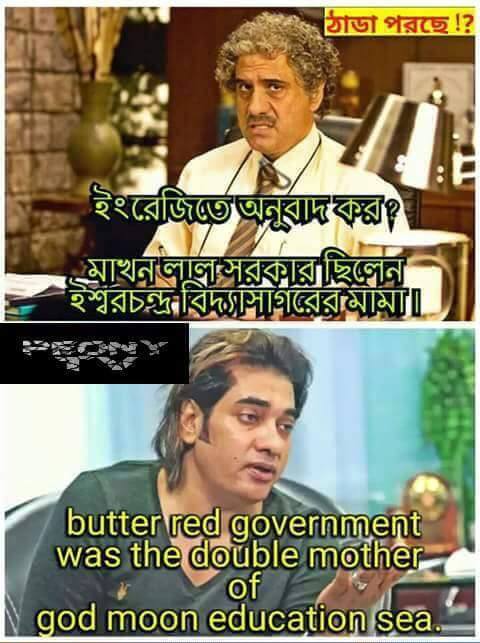 ঠাডা পরছে !?
ইংরেজিতে অনুবাদ কর ?
মাখন লাল সরকার ছিলেন
ঈশ্বরচন্দ্র বিদ্যাসাগরের মামা।
PEONY
butter red government
was the double mother
of
god moon education sea.